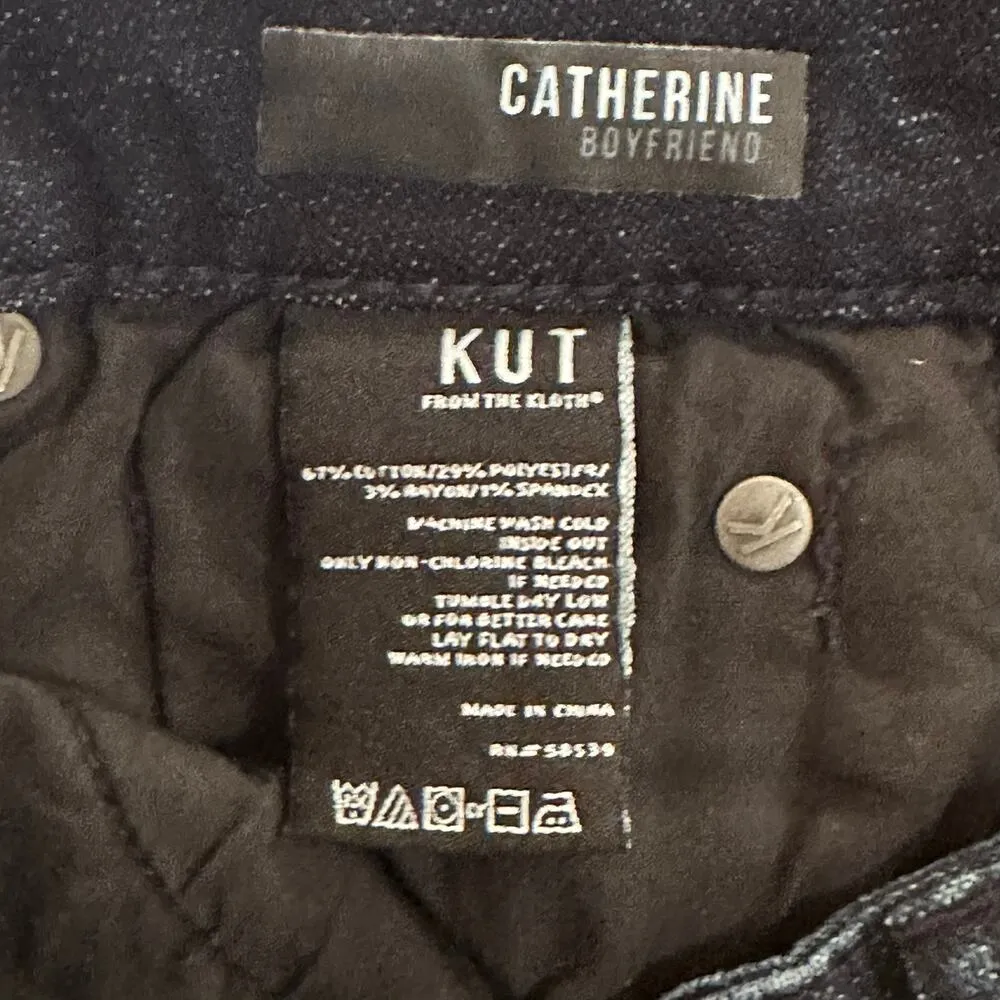 CATHERINE
BOYFRIEND
KUT
FROM THE KLOTH®
67% COTTON/29% POLYESTER/
3% RAYON/1% SPANDEX
MACHINE WASH COLD
INSIDE OUT
ONLY NON-CHLORINE BLEACH
IF NEEDED
TUMBLE DRY LOW
OR FOR BETTER CARE
LAY FLAT TO DRY
WARM IRON IF NEEDED
MADE IN CHINA
RN# 58539
or